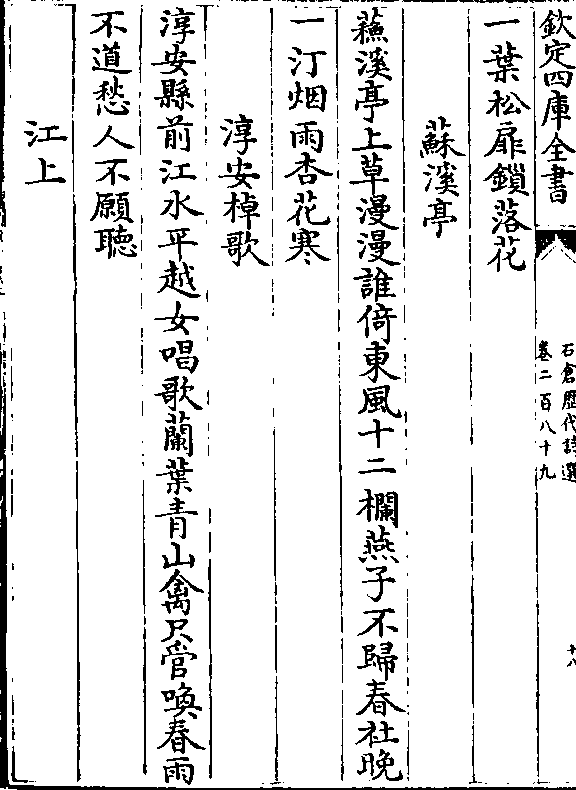 欽定四庫全書
石倉歷代詩選
卷二百八十九
十八
一葉松扉鎖落花
蘇溪亭
蘓溪亭上草漫漫誰倚東風十二欄燕子不歸春社晚
一汀烟雨杏花寒
淳安棹歌
淳安縣前江水平越女唱歌蘭葉青山禽只管喚春雨
不道愁人不願聽
江上